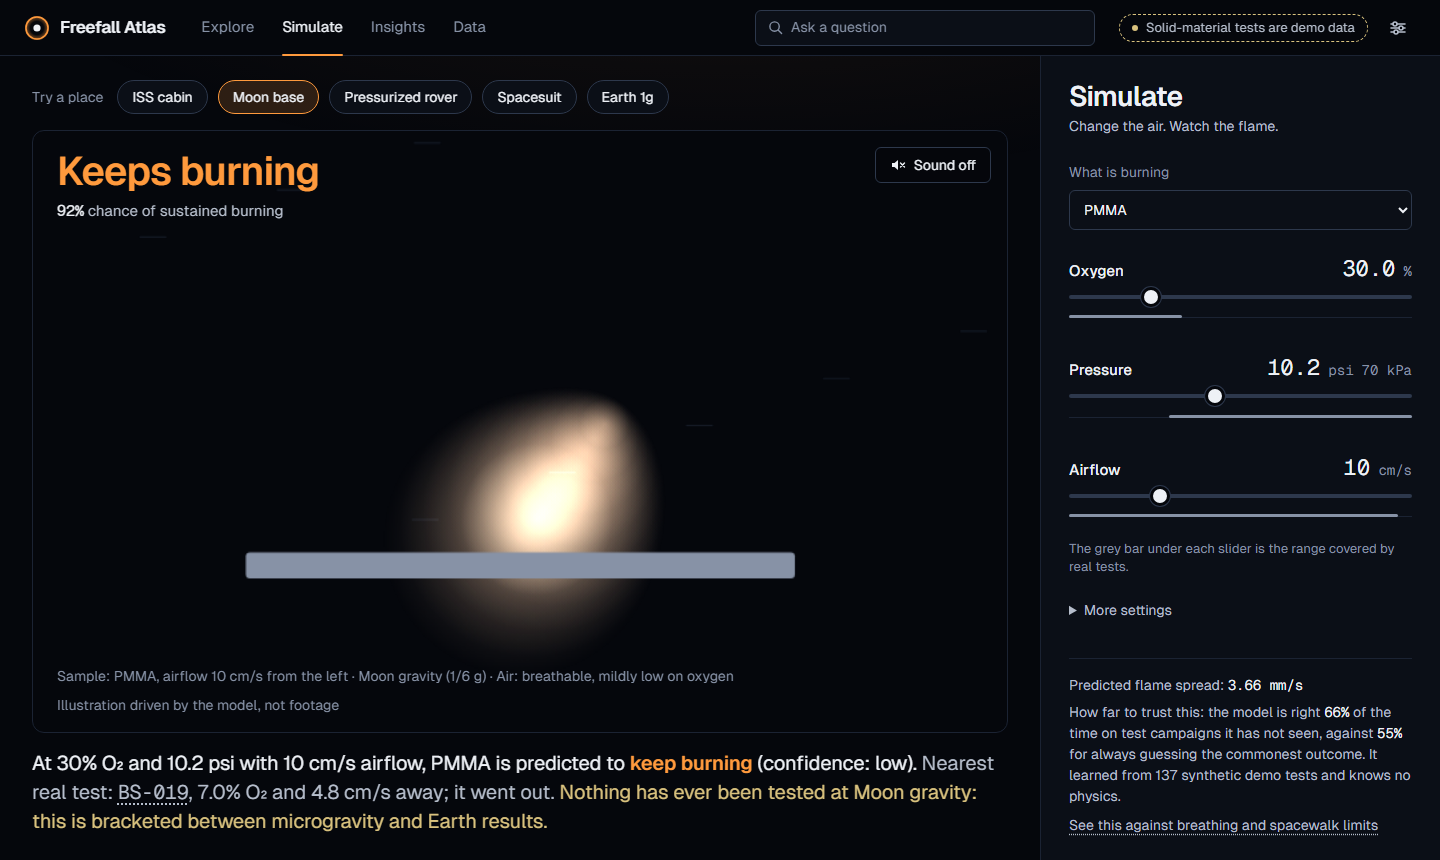 Freefall Atlas
Explore
Simulate
Insights
Data
Ask a question
Solid-material tests are demo data
Try a place
ISS cabin
Moon base
Pressurized rover
Spacesuit
Earth 1g
Keeps burning
Sound off
92% chance of sustained burning
Sample: PMMA, airflow 10 cm/s from the left · Moon gravity (1/6 g) · Air: breathable, mildly low on oxygen
Illustration driven by the model, not footage
At 30% O₂ and 10.2 psi with 10 cm/s airflow, PMMA is predicted to keep burning (confidence: low). Nearest
real test: BS-019, 7.0% O₂ and 4.8 cm/s away; it went out. Nothing has ever been tested at Moon gravity:
this is bracketed between microgravity and Earth results.
Simulate
Change the air. Watch the flame.
What is burning
PMMA
Oxygen 30.0 %
Pressure 10.2 psi 70 kPa
Airflow 10 cm/s
The grey bar under each slider is the range covered by
real tests.
More settings
Predicted flame spread: 3.66 mm/s
How far to trust this: the model is right 66% of the
time on test campaigns it has not seen, against 55%
for always guessing the commonest outcome. It
learned from 137 synthetic demo tests and knows no
physics.
See this against breathing and spacewalk limits